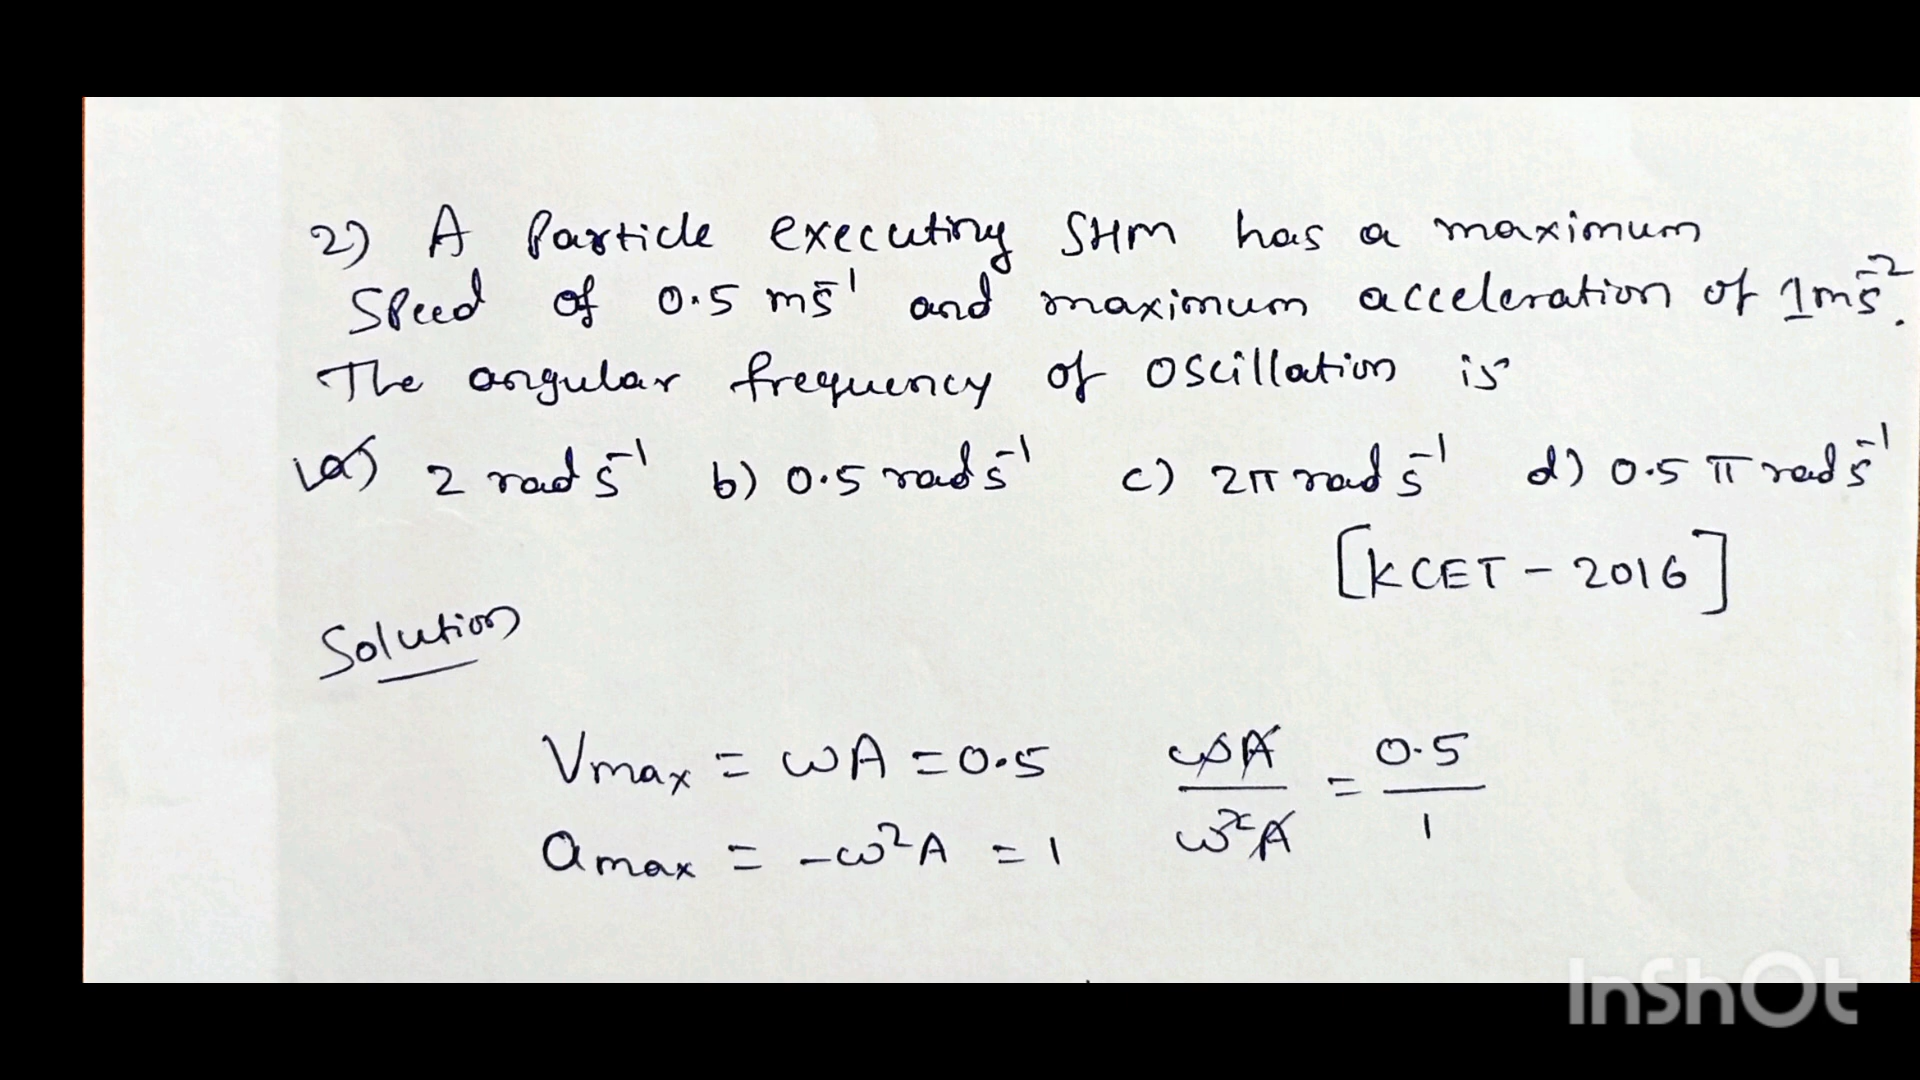 2) A Particle executing SHM has a maximum
Speed of 0.5 ms⁻¹ and maximum acceleration of 1ms⁻².
The angular frequency of oscillation is
a) 2 rad s⁻¹ b) 0.5 rad s⁻¹ c) 2π rad s⁻¹ d) 0.5 π rad s⁻¹
[KCET - 2016]
Solution
Vmax = ωA = 0.5 ωA/ω²A = 0.5/1
amax = -ω²A = 1
InShOt